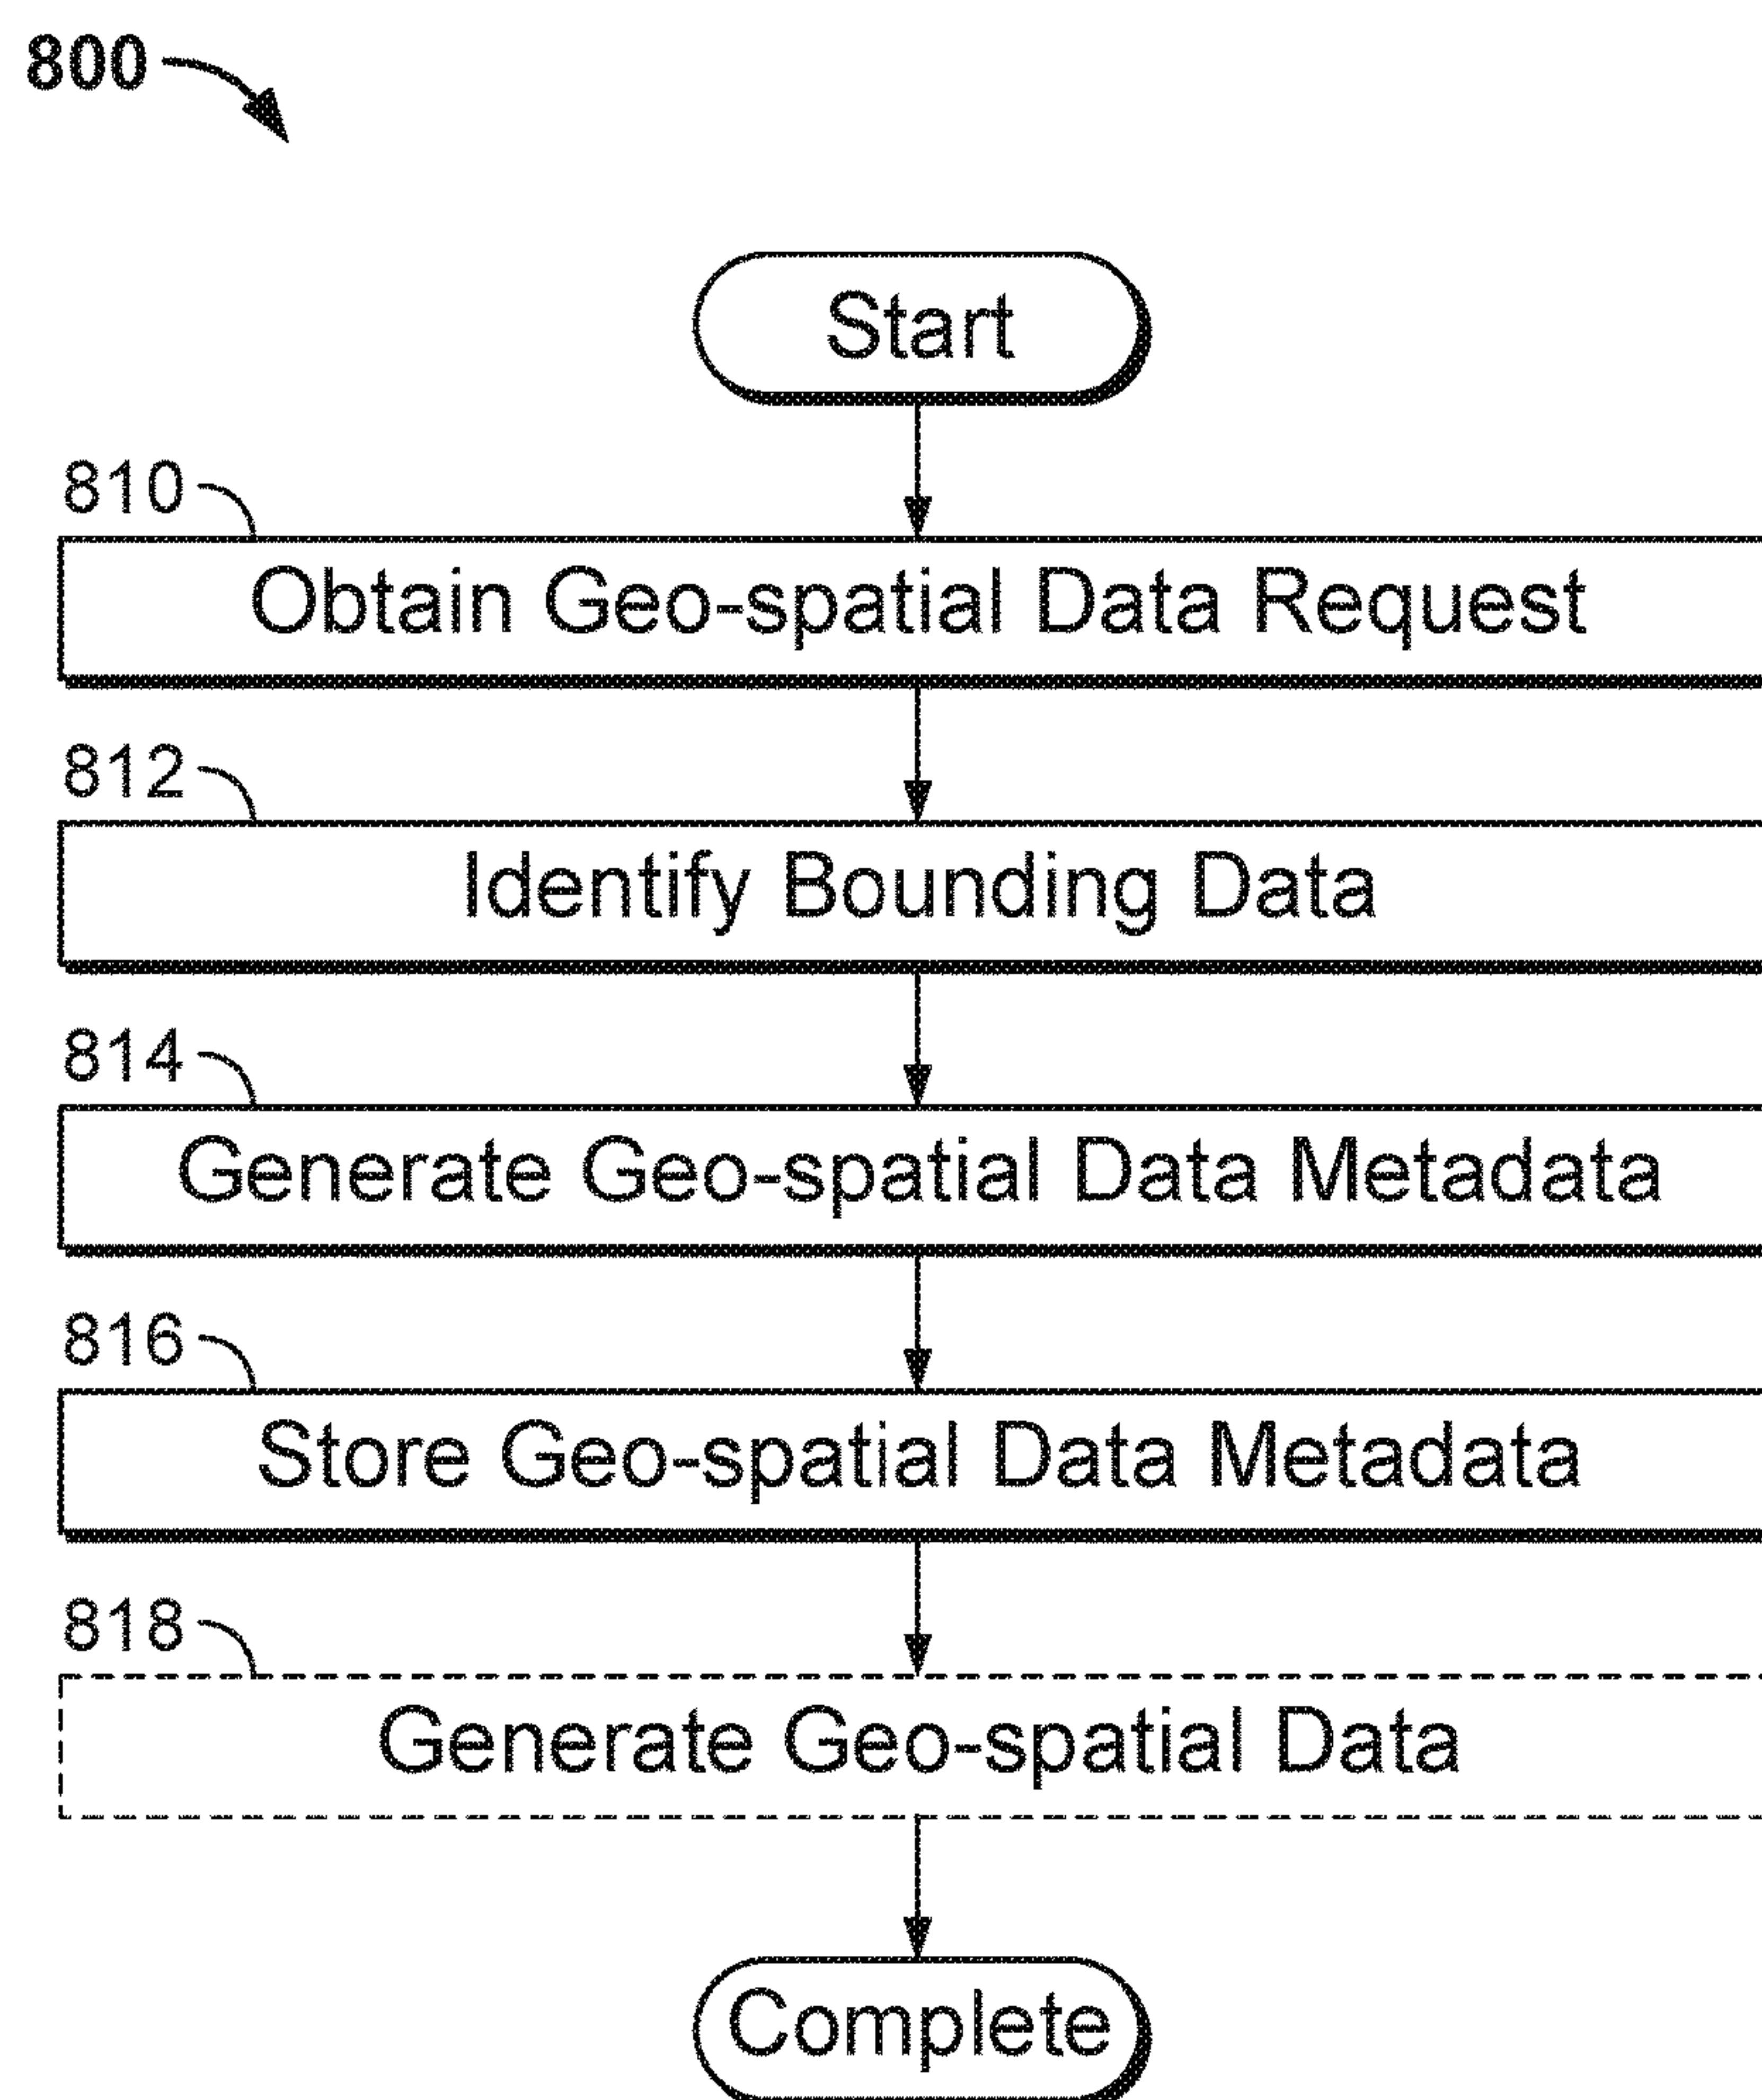 800
Start
810
Obtain Geo-spatial Data Request
812
Identify Bounding Data
814
Generate Geo-spatial Data Metadata
816
Store Geo-spatial Data Metadata
818
Generate Geo-spatial Data
Complete